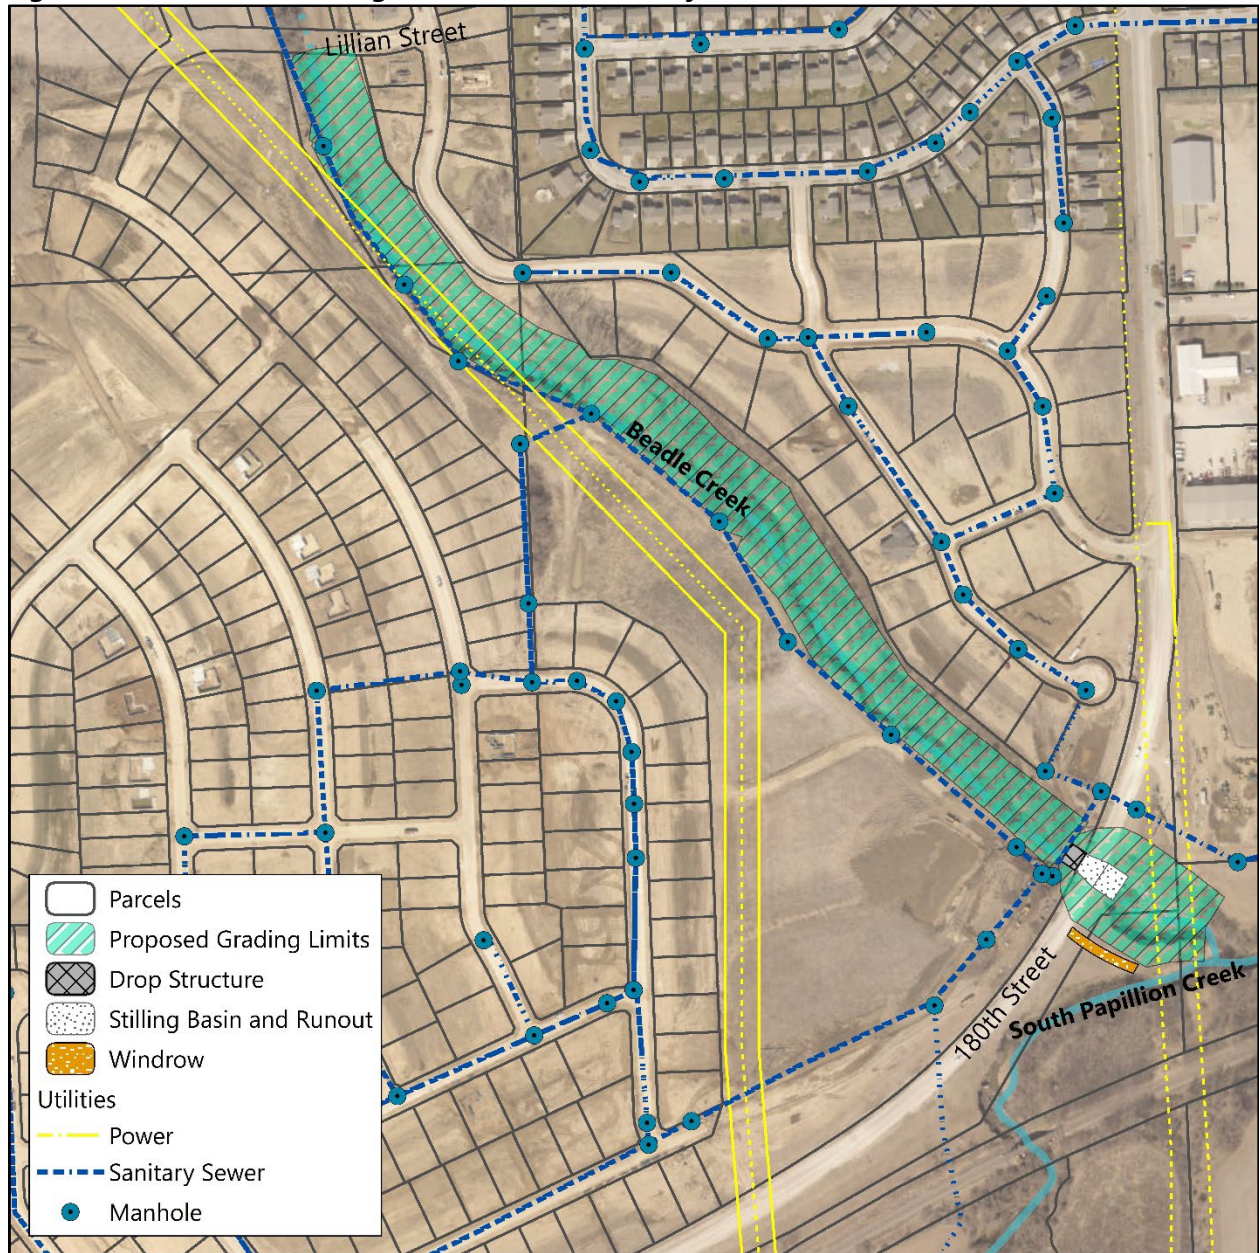 Lillian Street
Beadle Creek
180th Street
South Papillion Creek
Parcels
Proposed Grading Limits
Drop Structure
Stilling Basin and Runout
Windrow
Utilities
Power
Sanitary Sewer
Manhole